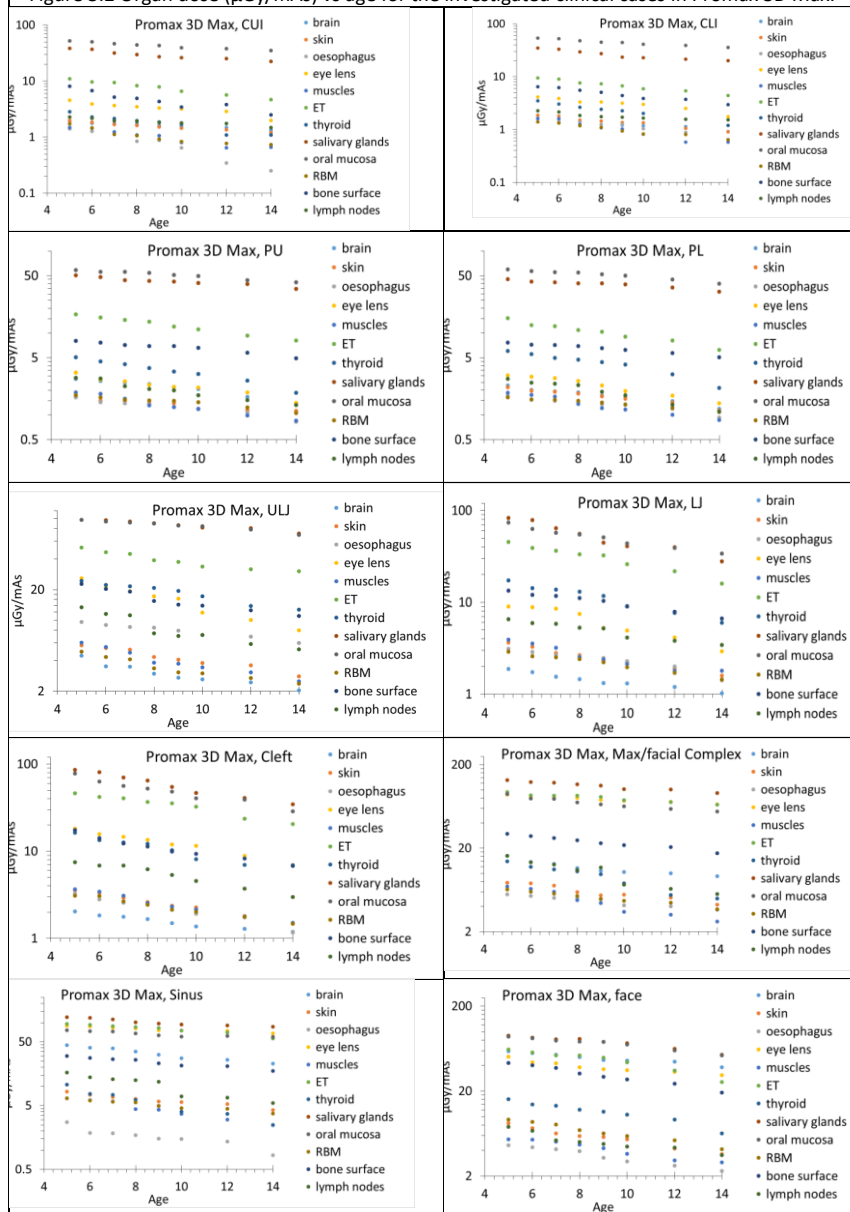 Figure 3.2 Organ dose (μGy/mAs) vs age for the investigated clinical cases in ProMax3D Max.
Promax 3D Max, CUI
μGy/mAs
100
10
1
0.1
4 6 8 10 12 14
Age
brain
skin
oesophagus
eye lens
muscles
ET
thyroid
salivary glands
oral mucosa
RBM
bone surface
lymph nodes
Promax 3D Max, CLI
μGy/mAs
100
10
1
0.1
4 6 8 10 12 14
Age
brain
skin
oesophagus
eye lens
muscles
ET
thyroid
salivary glands
oral mucosa
RBM
bone surface
lymph nodes
Promax 3D Max, PU
μGy/mAs
50
5
0.5
4 6 8 10 12 14
Age
brain
skin
oesophagus
eye lens
muscles
ET
thyroid
salivary glands
oral mucosa
RBM
bone surface
lymph nodes
Promax 3D Max, PL
μGy/mAs
50
5
0.5
4 6 8 10 12 14
Age
brain
skin
oesophagus
eye lens
muscles
ET
thyroid
salivary glands
oral mucosa
RBM
bone surface
lymph nodes
Promax 3D Max, ULJ
μGy/mAs
20
2
4 6 8 10 12 14
Age
brain
skin
oesophagus
eye lens
muscles
ET
thyroid
salivary glands
oral mucosa
RBM
bone surface
lymph nodes
Promax 3D Max, LJ
μGy/mAs
100
10
1
4 6 8 10 12 14
Age
brain
skin
oesophagus
eye lens
muscles
ET
thyroid
salivary glands
oral mucosa
RBM
bone surface
lymph nodes
Promax 3D Max, Cleft
μGy/mAs
100
10
1
4 6 8 10 12 14
Age
brain
skin
oesophagus
eye lens
muscles
ET
thyroid
salivary glands
oral mucosa
RBM
bone surface
lymph nodes
Promax 3D Max, Max/facial Complex
μGy/mAs
200
20
2
4 6 8 10 12 14
Age
brain
skin
oesophagus
eye lens
muscles
ET
thyroid
salivary glands
oral mucosa
RBM
bone surface
lymph nodes
Promax 3D Max, Sinus
50
5
0.5
4 6 8 10 12 14
Age
brain
skin
oesophagus
eye lens
muscles
ET
thyroid
salivary glands
oral mucosa
RBM
bone surface
lymph nodes
Promax 3D Max, face
μGy/mAs
200
20
2
4 6 8 10 12 14
Age
brain
skin
oesophagus
eye lens
muscles
ET
thyroid
salivary glands
oral mucosa
RBM
bone surface
lymph nodes